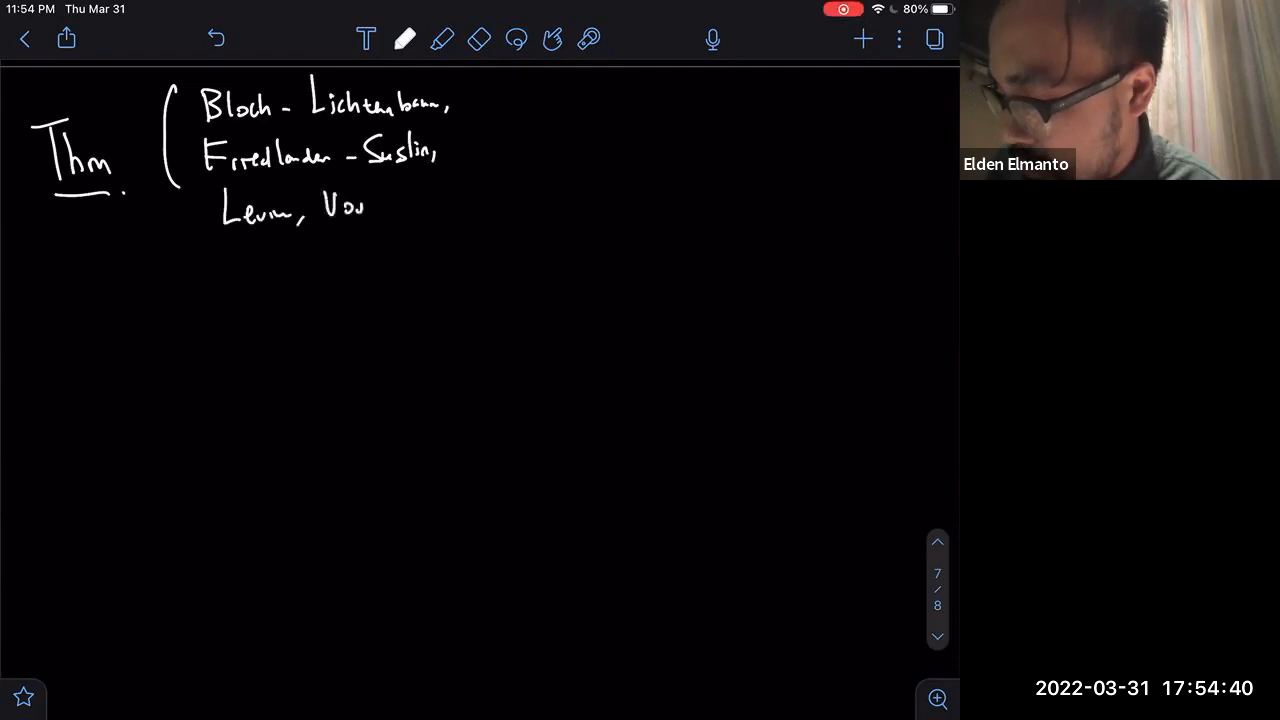 11:54 PM Thu Mar 31
80%
Thm.
( Bloch - Lichtenbaum,
Friedlander - Suslin,
Levine, Vov
Elden Elmanto
7
/
8
2022-03-31 17:54:40